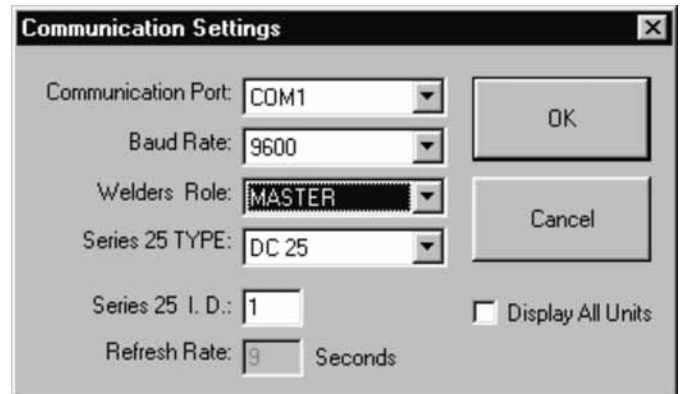 Communication Settings
Communication Port: COM1
OK
Baud Rate: 9600
Welders Role: MASTER
Cancel
Series 25 TYPE: DC 25
Series 25 I. D.: 1
Display All Units
Refresh Rate: 9 Seconds